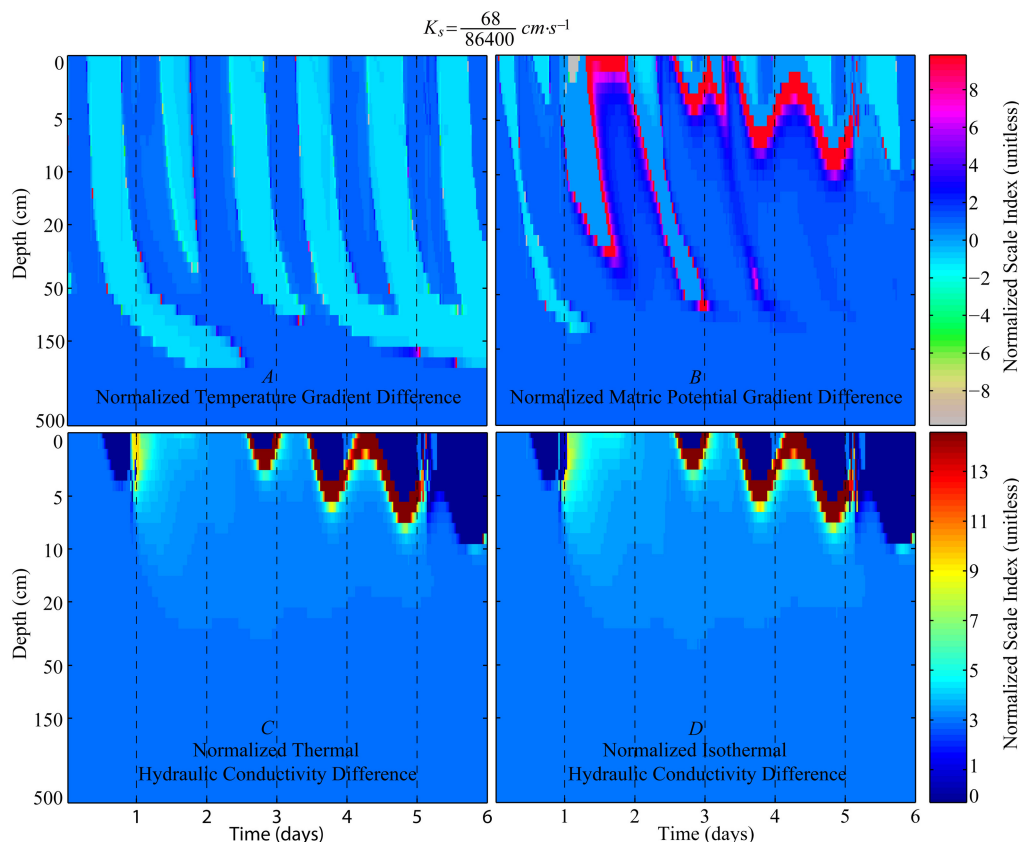 K_s = 68/86400 cm·s⁻¹
0
5
10
20
50
150
500
Depth (cm)
A
Normalized Temperature Gradient Difference
B
Normalized Matric Potential Gradient Difference
8
6
4
2
0
−2
−4
−6
−8
Normalized Scale Index (unitless)
0
5
10
20
50
150
500
Depth (cm)
C
Normalized Thermal
Hydraulic Conductivity Difference
D
Normalized Isothermal
Hydraulic Conductivity Difference
13
11
9
7
5
3
1
0
Normalized Scale Index (unitless)
1 2 3 4 5 6
Time (days)
1 2 3 4 5 6
Time (days)